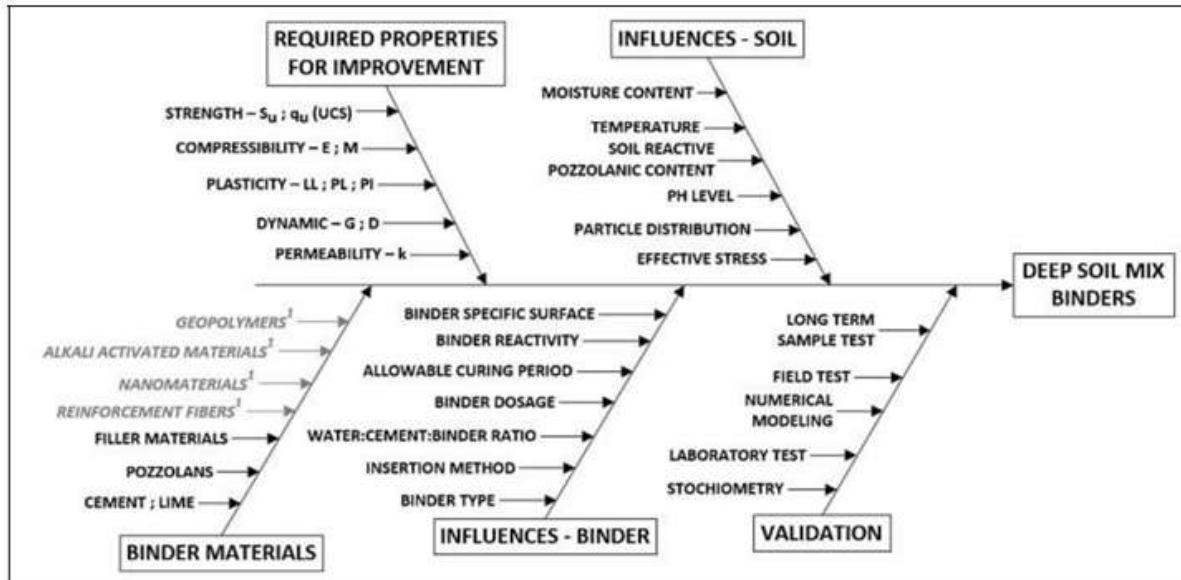 REQUIRED PROPERTIES
FOR IMPROVEMENT
STRENGTH – Su ; qu (UCS)
COMPRESSIBILITY – E ; M
PLASTICITY – LL ; PL ; PI
DYNAMIC – G ; D
PERMEABILITY – k
INFLUENCES - SOIL
MOISTURE CONTENT
TEMPERATURE
SOIL REACTIVE
POZZOLANIC CONTENT
PH LEVEL
PARTICLE DISTRIBUTION
EFFECTIVE STRESS
DEEP SOIL MIX
BINDERS
GEOPOLYMERS¹
ALKALI ACTIVATED MATERIALS¹
NANOMATERIALS¹
REINFORCEMENT FIBERS¹
FILLER MATERIALS
POZZOLANS
CEMENT ; LIME
BINDER MATERIALS
BINDER SPECIFIC SURFACE
BINDER REACTIVITY
ALLOWABLE CURING PERIOD
BINDER DOSAGE
WATER:CEMENT:BINDER RATIO
INSERTION METHOD
BINDER TYPE
INFLUENCES - BINDER
LONG TERM
SAMPLE TEST
FIELD TEST
NUMERICAL
MODELING
LABORATORY TEST
STOCHIOMETRY
VALIDATION